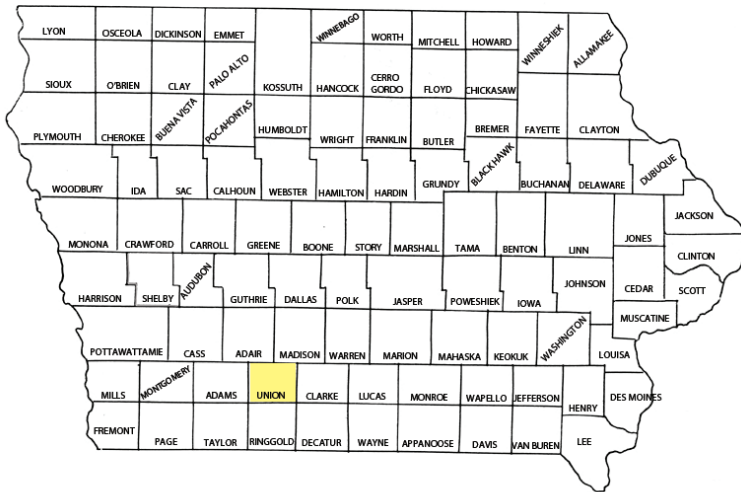 LYON OSCEOLA DICKINSON EMMET WINNEBAGO WORTH MITCHELL HOWARD WINNESHIEK ALLAMAKEE
SIOUX O'BRIEN CLAY PALO ALTO KOSSUTH HANCOCK CERRO GORDO FLOYD CHICKASAW
PLYMOUTH CHEROKEE BUENA VISTA POCAHONTAS HUMBOLDT WRIGHT FRANKLIN BUTLER BREMER FAYETTE CLAYTON
WOODBURY IDA SAC CALHOUN WEBSTER HAMILTON HARDIN GRUNDY BLACK HAWK BUCHANAN DELAWARE DUBUQUE
MONONA CRAWFORD CARROLL GREENE BOONE STORY MARSHALL TAMA BENTON LINN JONES JACKSON
CLINTON
HARRISON SHELBY AUDUBON GUTHRIE DALLAS POLK JASPER POWESHIEK IOWA JOHNSON CEDAR SCOTT
MUSCATINE
POTTAWATTAMIE CASS ADAIR MADISON WARREN MARION MAHASKA KEOKUK WASHINGTON LOUISA
MILLS MONTGOMERY ADAMS UNION CLARKE LUCAS MONROE WAPELLO JEFFERSON HENRY DES MOINES
FREMONT PAGE TAYLOR RINGGOLD DECATUR WAYNE APPANOOSE DAVIS VAN BUREN LEE